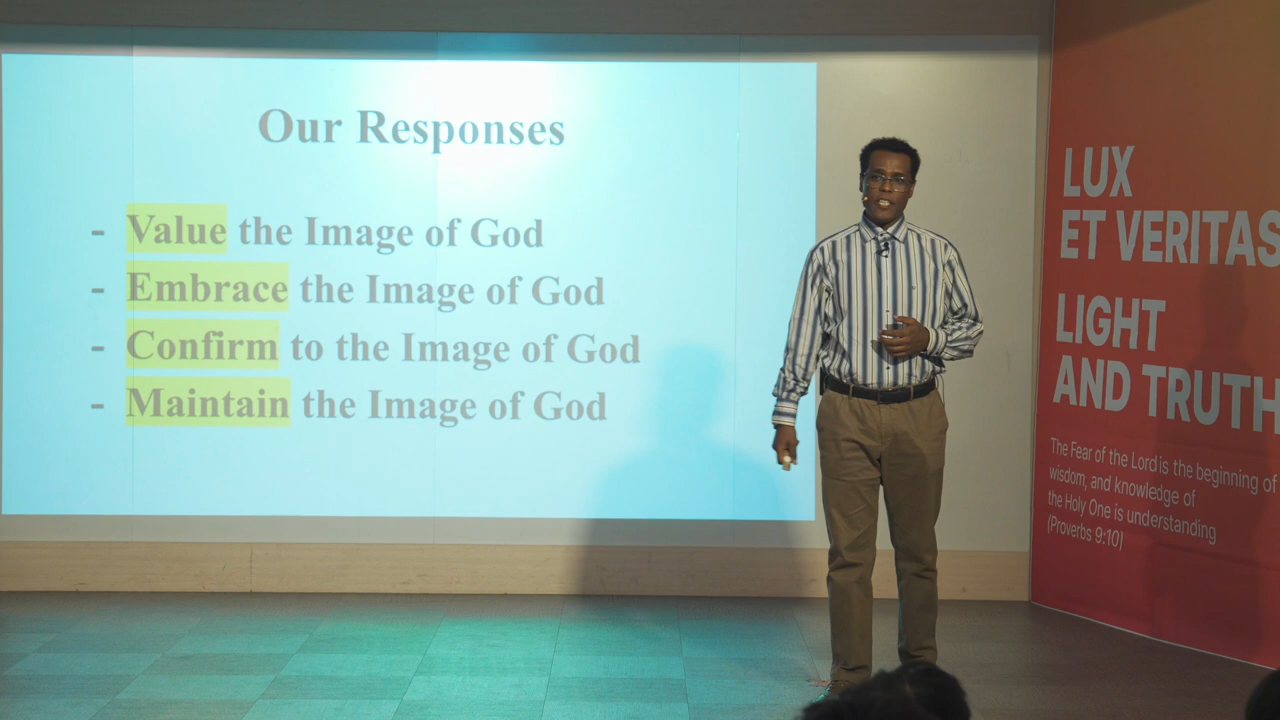 Our Responses
- Value the Image of God
- Embrace the Image of God
- Confirm to the Image of God
- Maintain the Image of God
LUX
ET VERITAS
LIGHT
AND TRUTH
The Fear of the Lord is the beginning of
wisdom, and knowledge of
the Holy One is understanding
(Proverbs 9:10)